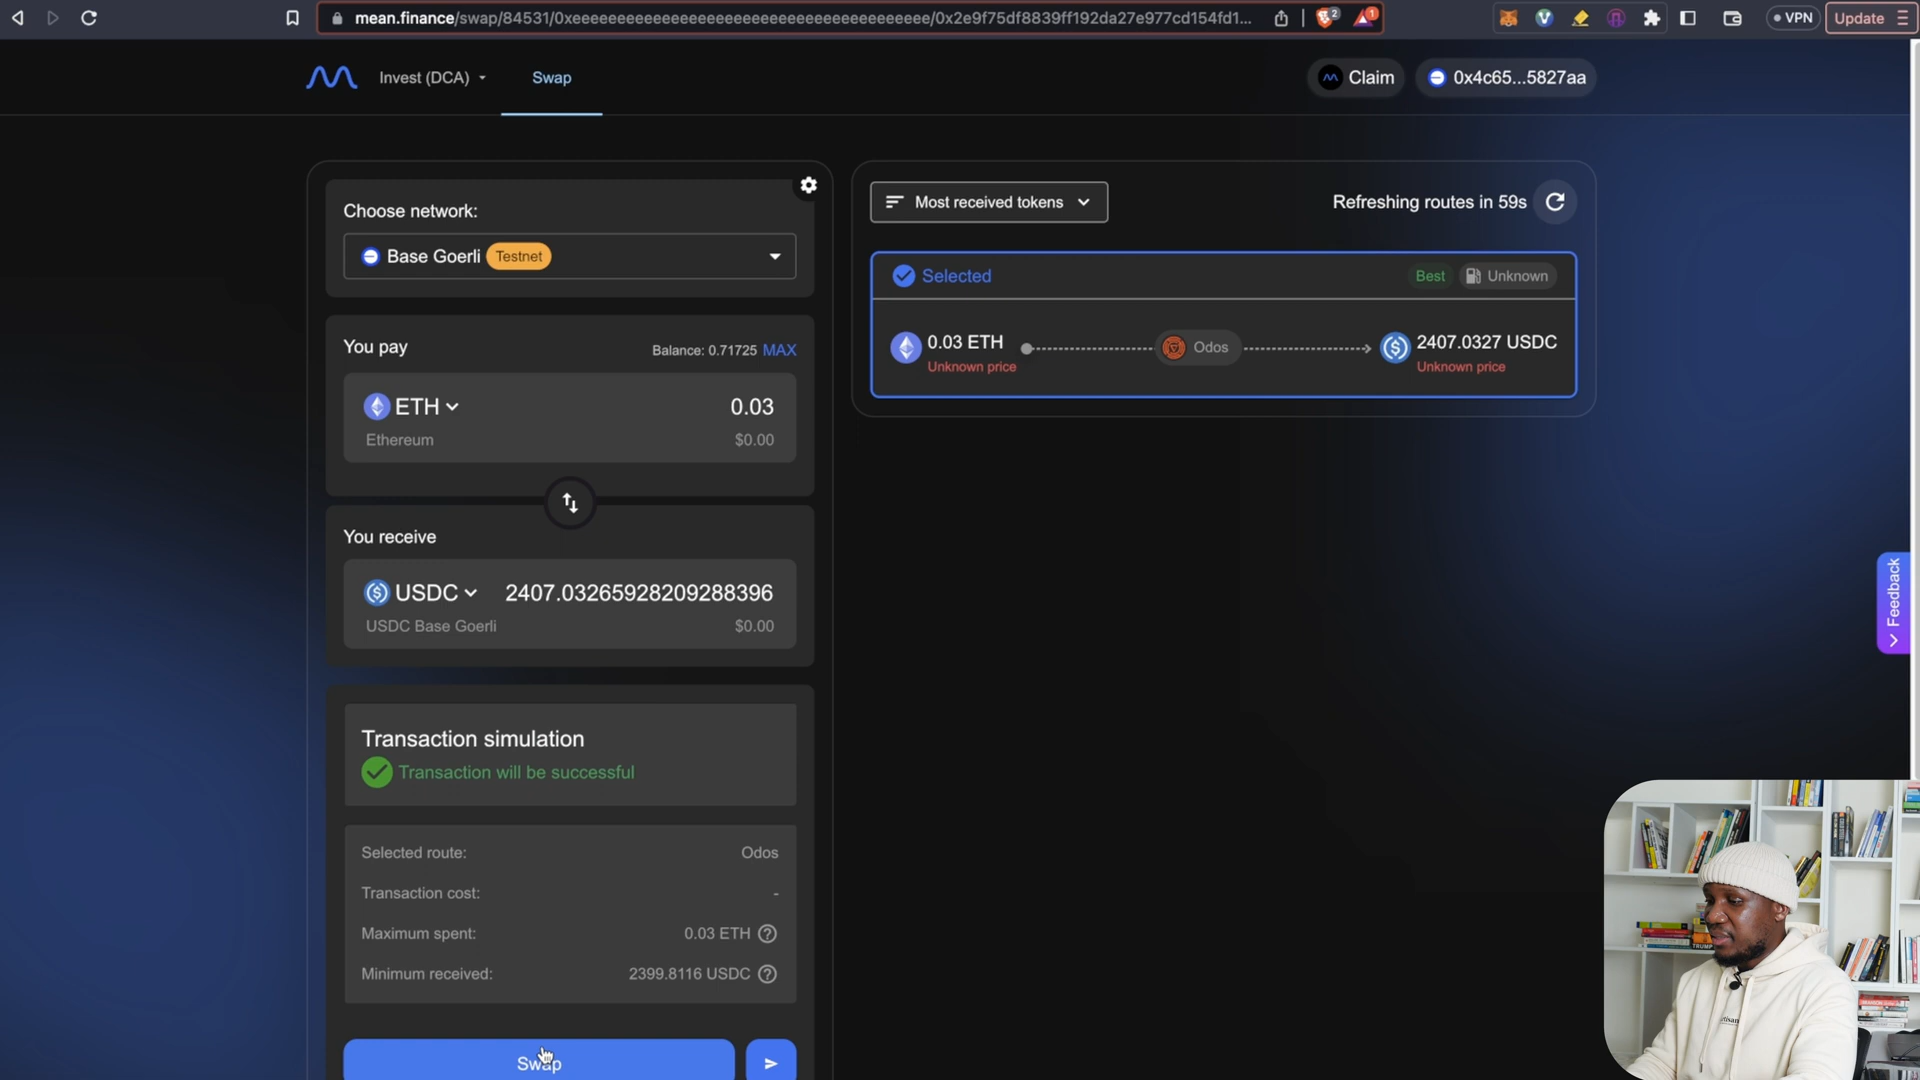 mean.finance/swap/84531/0xeeeeeeeeeeeeeeeeeeeeeeeeeeeeeeeeeeeeeeee/0x2e9f75df8839ff192da27e977cd154fd1...
2
1
VPN
Update
Invest (DCA)
Swap
Claim
0x4c65...5827aa
Choose network:
Base Goerli Testnet
You pay
Balance: 0.71725 MAX
ETH 0.03
Ethereum $0.00
You receive
USDC 2407.03265928209288396
USDC Base Goerli $0.00
Transaction simulation
Transaction will be successful
Selected route: Odos
Transaction cost: -
Maximum spent: 0.03 ETH ?
Minimum received: 2399.8116 USDC ?
Swap
Most received tokens
Refreshing routes in 59s
Selected
Best
Unknown
0.03 ETH
Unknown price
Odos
2407.0327 USDC
Unknown price
Feedback
TRUMP